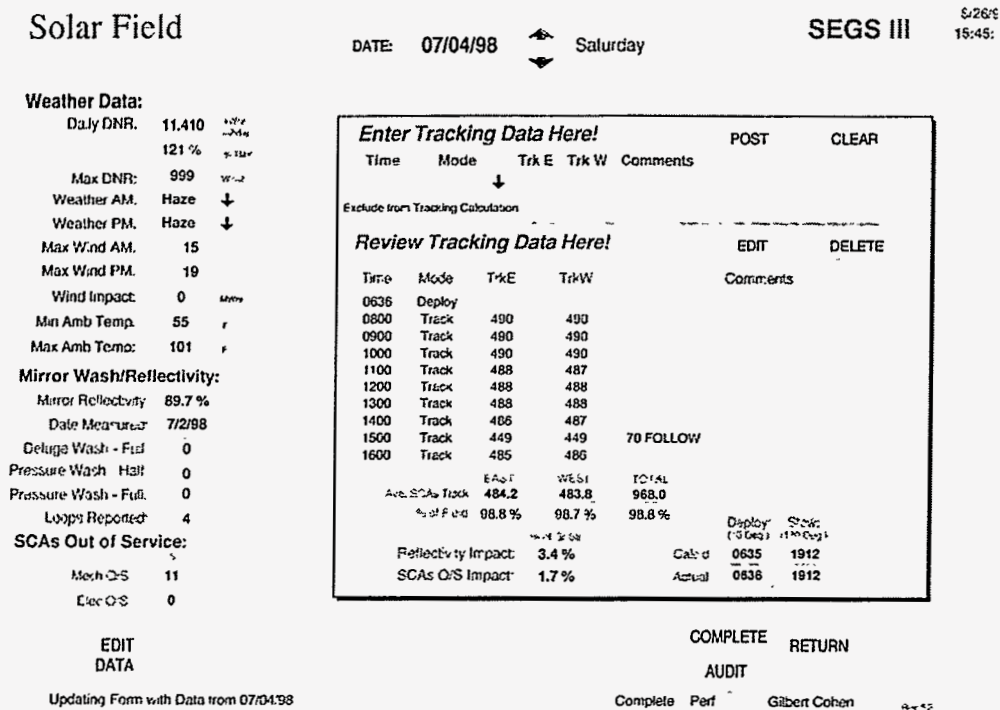 Solar Field
DATE: 07/04/98 Saturday
SEGS III
15:45:
Weather Data:
Daily DNR. 11.410
121 %
Max DNR: 999
Weather AM. Haze
Weather PM. Haze
Max Wind AM. 15
Max Wind PM. 19
Wind Impact 0
Min Amb Temp. 55 F
Max Amb Temp: 101 F
Mirror Wash/Reflectivity:
Mirror Reflectivity 89.7 %
Date Measured 7/2/98
Deluge Wash - Full 0
Pressure Wash Half 0
Pressure Wash - Full. 0
Loops Reported 4
SCAs Out of Service:
Mech O/S 11
Elec O/S 0
EDIT
DATA
Updating Form with Data from 07/04/98
Enter Tracking Data Here! POST CLEAR
Time Mode Trk E Trk W Comments
Exclude from Tracking Calculation
Review Tracking Data Here! EDIT DELETE
Time Mode TrkE TrkW Comments
0636 Deploy
0800 Track 490 490
0900 Track 490 490
1000 Track 490 490
1100 Track 488 487
1200 Track 488 488
1300 Track 488 488
1400 Track 486 487
1500 Track 449 449 70 FOLLOW
1600 Track 485 486
EAST WEST TOTAL
Ave. SCAs Track 484.2 483.8 968.0
% of Field 98.8 % 98.7 % 98.8 %
Reflectivity Impact: 3.4 %
SCAs O/S Impact: 1.7 %
Deploy Stow
Calc'd 0635 1912
Actual 0636 1912
COMPLETE RETURN
AUDIT
Complete Perf Gilbert Cohen